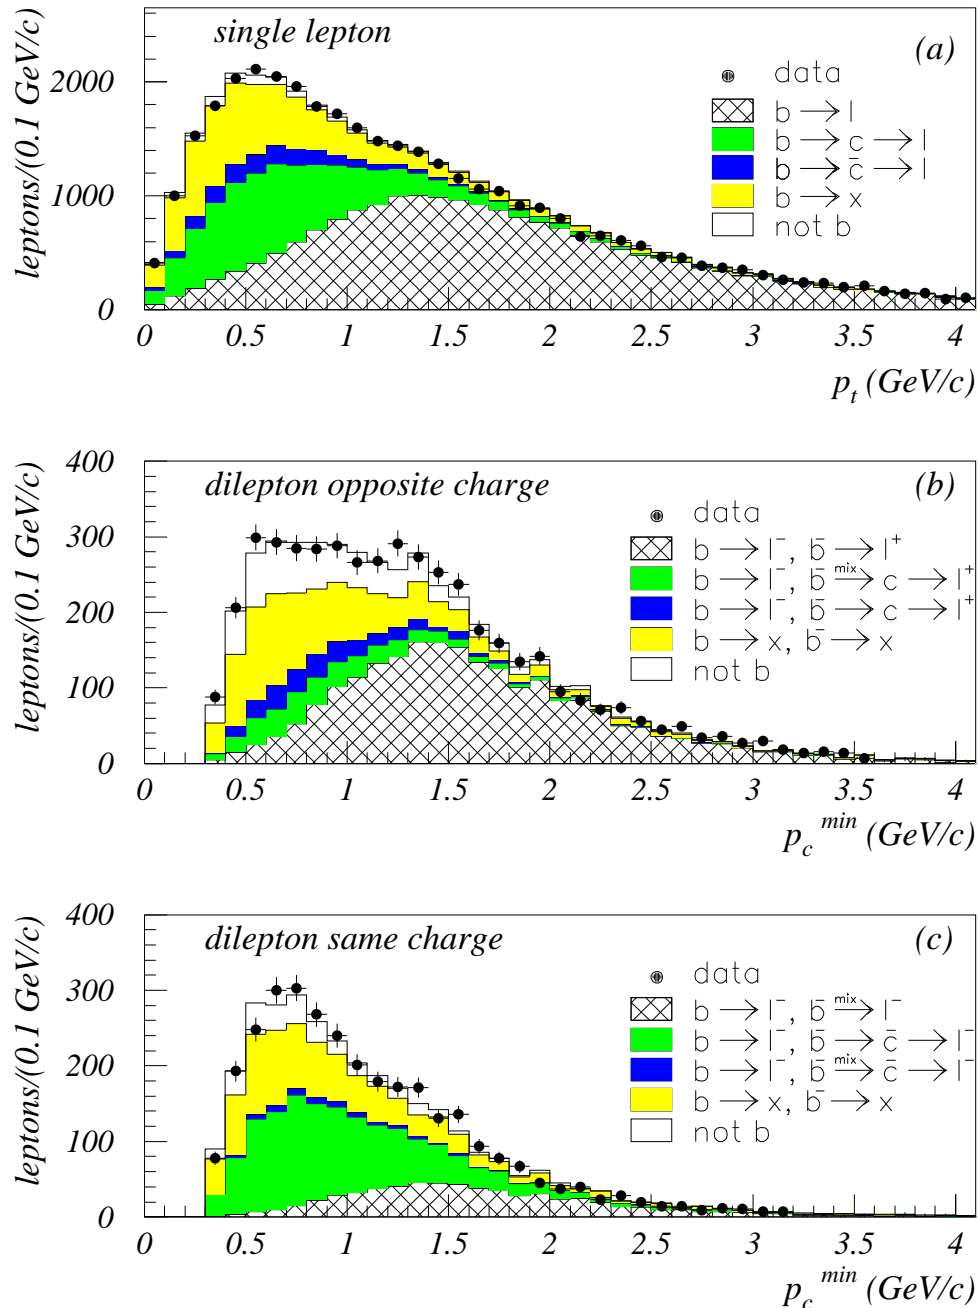 single lepton
(a)
data
b → l
b → c → l
b → c̄ → l
b → x
not b
leptons/(0.1 GeV/c)
2000
1000
0
0 0.5 1 1.5 2 2.5 3 3.5 4
p_t (GeV/c)
dilepton opposite charge
(b)
data
b → l⁻, b̄ → l⁺
b → l⁻, b̄ mix→ c → l⁺
b → l⁻, b̄ → c → l⁺
b → x, b̄ → x
not b
leptons/(0.1 GeV/c)
400
300
200
100
0
0 0.5 1 1.5 2 2.5 3 3.5 4
p_c^min (GeV/c)
dilepton same charge
(c)
data
b → l⁻, b̄ mix→ l⁻
b → l⁻, b̄ → c̄ → l⁻
b → l⁻, b̄ mix→ c̄ → l⁻
b → x, b̄ → x
not b
leptons/(0.1 GeV/c)
400
300
200
100
0
0 0.5 1 1.5 2 2.5 3 3.5 4
p_c^min (GeV/c)